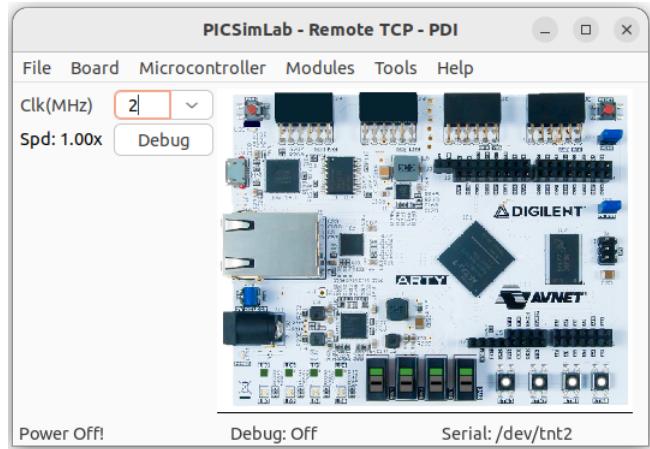 PICSimLab - Remote TCP - PDI
File Board Microcontroller Modules Tools Help
Clk(MHz) 2
Spd: 1.00x Debug
DIGILENT
ARTY
AVNET
Power Off! Debug: Off Serial: /dev/tnt2